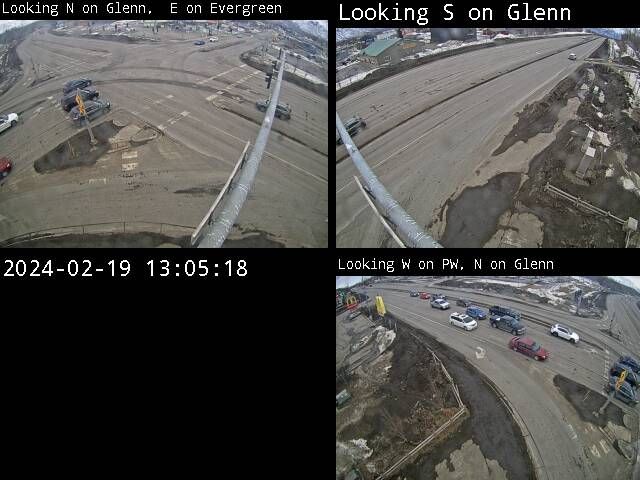 Looking N on Glenn,  E on Evergreen
Looking S on Glenn
2024-02-19 13:05:18
Looking W on PW, N on Glenn